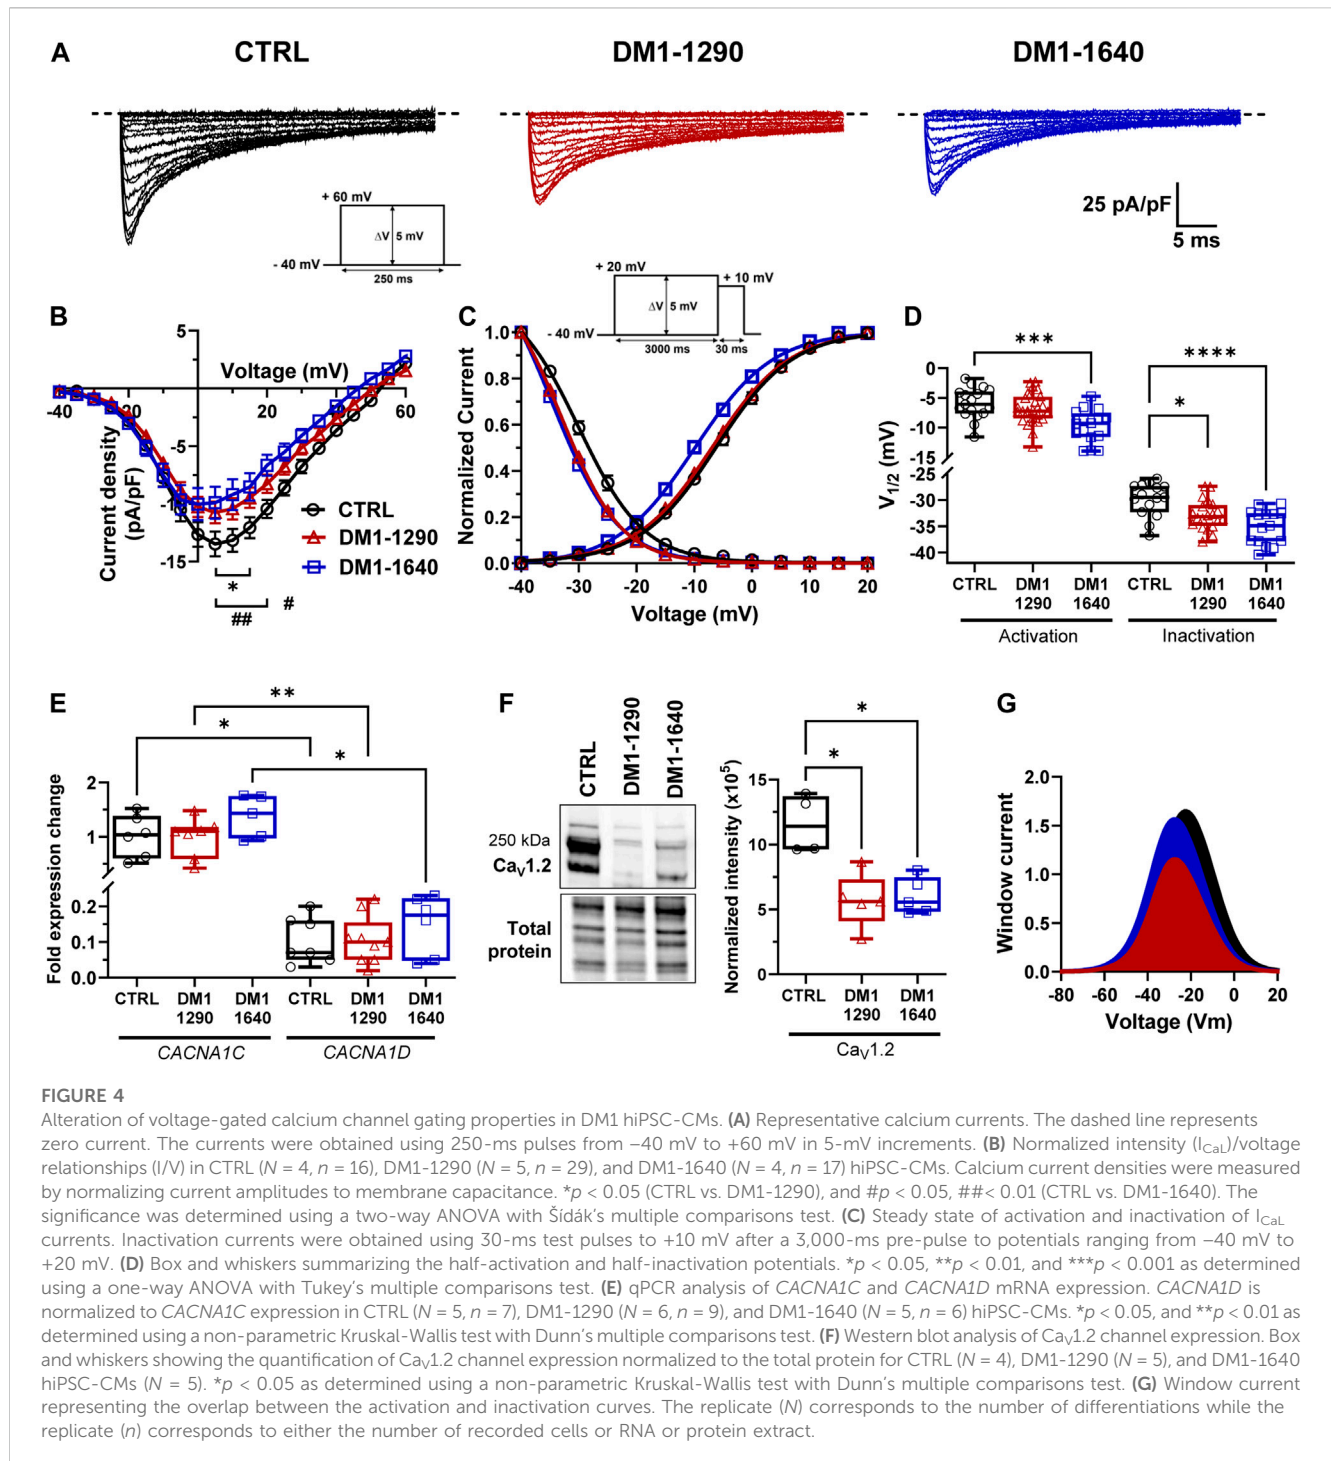 A
CTRL
DM1-1290
DM1-1640
+ 60 mV
ΔV 5 mV
- 40 mV
250 ms
25 pA/pF
5 ms
B
5
Voltage (mV)
-40 -20 20 60
-5
-10
-15
Current density
(pA/pF)
CTRL
DM1-1290
DM1-1640
*
##
#
C
+ 20 mV
+ 10 mV
ΔV 5 mV
- 40 mV
3000 ms
30 ms
Normalized Current
1.0
0.8
0.6
0.4
0.2
0.0
-40 -30 -20 -10 0 10 20
Voltage (mV)
D
***
****
*
V1/2 (mV)
0
-5
-10
-15
-25
-30
-35
-40
CTRL DM1 1290 DM1 1640 CTRL DM1 1290 DM1 1640
Activation Inactivation
E
**
*
*
Fold expression change
2
1
0.2
0.1
0.0
CTRL DM1 1290 DM1 1640 CTRL DM1 1290 DM1 1640
CACNA1C CACNA1D
F
CTRL
DM1-1290
DM1-1640
250 kDa
CaV1.2
Total
protein
*
*
Normalized intensity (x10⁵)
15
10
5
0
CTRL DM1 1290 DM1 1640
CaV1.2
G
Window current
2.0
1.5
1.0
0.5
0.0
-80 -60 -40 -20 0 20
Voltage (Vm)
FIGURE 4
Alteration of voltage-gated calcium channel gating properties in DM1 hiPSC-CMs. (A) Representative calcium currents. The dashed line represents
zero current. The currents were obtained using 250-ms pulses from –40 mV to +60 mV in 5-mV increments. (B) Normalized intensity (ICaL)/voltage
relationships (I/V) in CTRL (N = 4, n = 16), DM1-1290 (N = 5, n = 29), and DM1-1640 (N = 4, n = 17) hiPSC-CMs. Calcium current densities were measured
by normalizing current amplitudes to membrane capacitance. *p < 0.05 (CTRL vs. DM1-1290), and #p < 0.05, ##< 0.01 (CTRL vs. DM1-1640). The
significance was determined using a two-way ANOVA with Šídák's multiple comparisons test. (C) Steady state of activation and inactivation of ICaL
currents. Inactivation currents were obtained using 30-ms test pulses to +10 mV after a 3,000-ms pre-pulse to potentials ranging from –40 mV to
+20 mV. (D) Box and whiskers summarizing the half-activation and half-inactivation potentials. *p < 0.05, **p < 0.01, and ***p < 0.001 as determined
using a one-way ANOVA with Tukey's multiple comparisons test. (E) qPCR analysis of CACNA1C and CACNA1D mRNA expression. CACNA1D is
normalized to CACNA1C expression in CTRL (N = 5, n = 7), DM1-1290 (N = 6, n = 9), and DM1-1640 (N = 5, n = 6) hiPSC-CMs. *p < 0.05, and **p < 0.01 as
determined using a non-parametric Kruskal-Wallis test with Dunn's multiple comparisons test. (F) Western blot analysis of CaV1.2 channel expression. Box
and whiskers showing the quantification of CaV1.2 channel expression normalized to the total protein for CTRL (N = 4), DM1-1290 (N = 5), and DM1-1640
hiPSC-CMs (N = 5). *p < 0.05 as determined using a non-parametric Kruskal-Wallis test with Dunn's multiple comparisons test. (G) Window current
representing the overlap between the activation and inactivation curves. The replicate (N) corresponds to the number of differentiations while the
replicate (n) corresponds to either the number of recorded cells or RNA or protein extract.